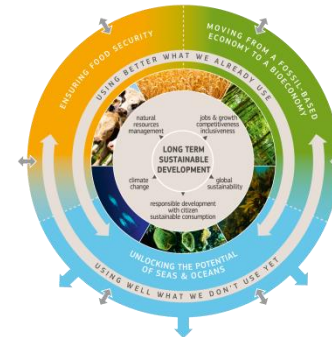 ENSURING FOOD SECURITY
MOVING FROM A FOSSIL-BASED
ECONOMY TO A BIOECONOMY
USING BETTER WHAT WE ALREADY USE
natural
resources
management
jobs & growth
competitiveness
inclusiveness
LONG TERM
SUSTAINABLE
DEVELOPMENT
climate
change
global
sustainability
responsible development
with citizen
sustainable consumption
UNLOCKING THE POTENTIAL
OF SEAS & OCEANS
USING WELL WHAT WE DON'T USE YET